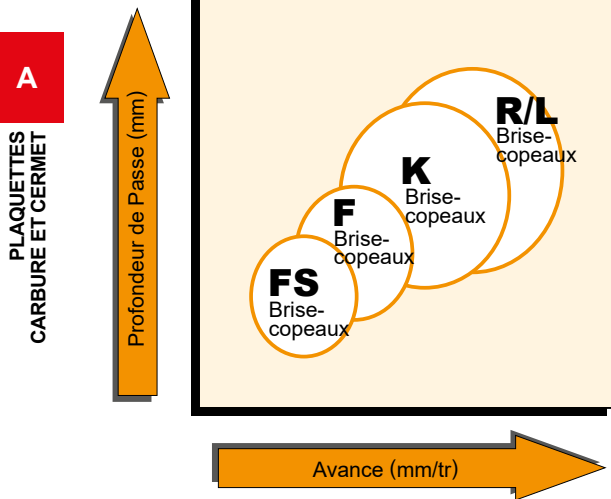 A
PLAQUETTES
CARBURE ET CERMET
Profondeur de Passe (mm)
R/L
Brise-
copeaux
K
Brise-
copeaux
F
Brise-
copeaux
FS
Brise-
copeaux
Avance (mm/tr)